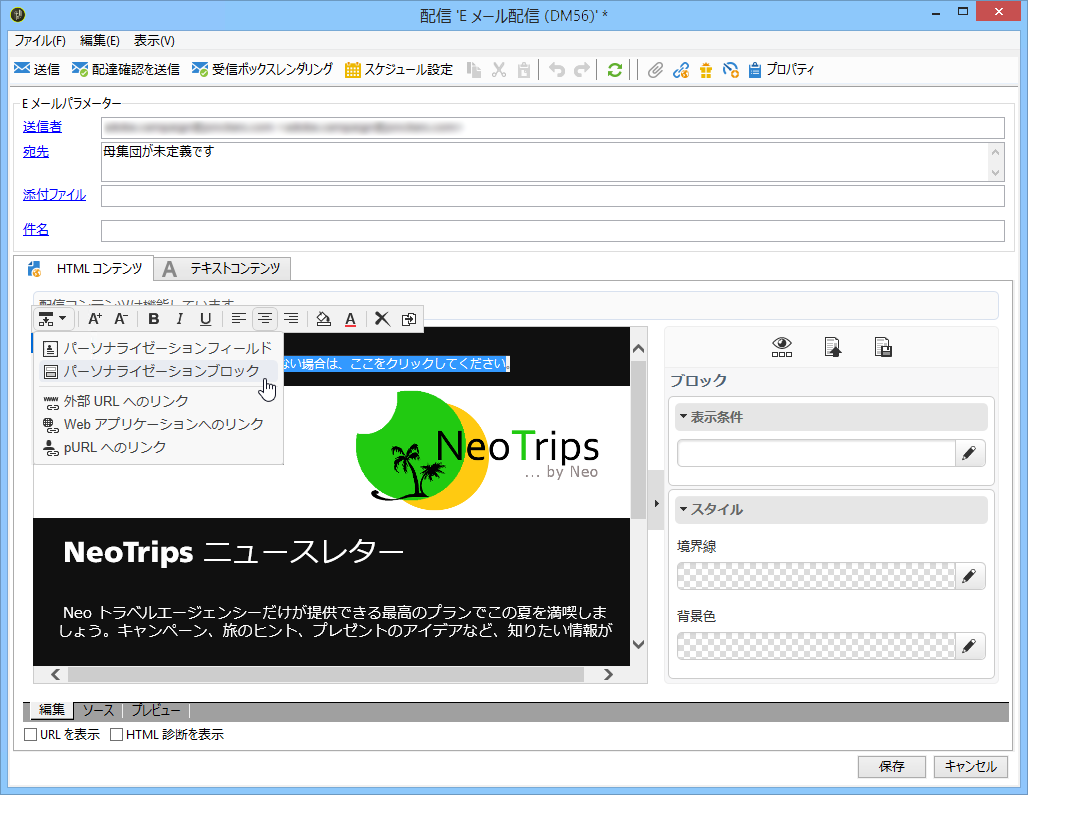 配信 'E メール配信 (DM56)' *
ファイル(F) 編集(E) 表示(V)
送信 配達確認を送信 受信ボックスレンダリング スケジュール設定 プロパティ
E メールパラメーター
送信者
宛先 母集団が未定義です
添付ファイル
件名
HTML コンテンツ A テキストコンテンツ
配信コンテンツは機能しています
A+ A- B I U A
パーソナライゼーションフィールド
ない場合は、ここをクリックしてください。
パーソナライゼーションブロック
外部 URL へのリンク
Web アプリケーションへのリンク
pURL へのリンク
NeoTrips
... by Neo
NeoTrips ニュースレター
Neo トラベルエージェンシーだけが提供できる最高のプランでこの夏を満喫しま
しょう。キャンペーン、旅のヒント、プレゼントのアイデアなど、知りたい情報が
ブロック
表示条件
スタイル
境界線
背景色
編集 ソース プレビュー
URL を表示 HTML 診断を表示
保存 キャンセル